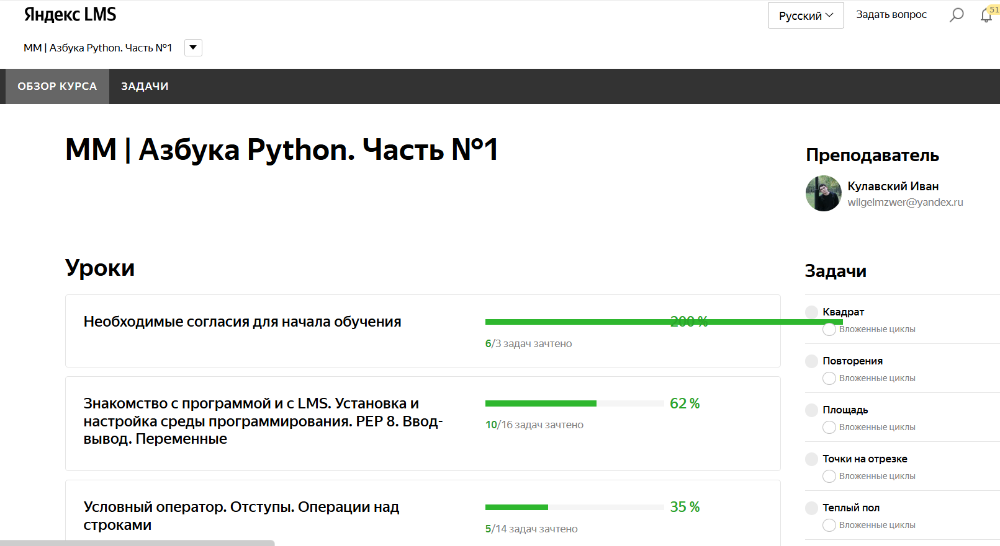 Яндекс LMS
Русский
Задать вопрос
51
ММ | Азбука Python. Часть №1
ОБЗОР КУРСА
ЗАДАЧИ
ММ | Азбука Python. Часть №1
Преподаватель
Кулавский Иван
wilgelmzwer@yandex.ru
Уроки
Необходимые согласия для начала обучения
200 %
6/3 задач зачтено
Знакомство с программой и с LMS. Установка и
настройка среды программирования. PEP 8. Ввод-
вывод. Переменные
62 %
10/16 задач зачтено
Условный оператор. Отступы. Операции над
строками
35 %
5/14 задач зачтено
Задачи
Квадрат
Вложенные циклы
Повторения
Вложенные циклы
Площадь
Вложенные циклы
Точки на отрезке
Вложенные циклы
Теплый пол
Вложенные циклы